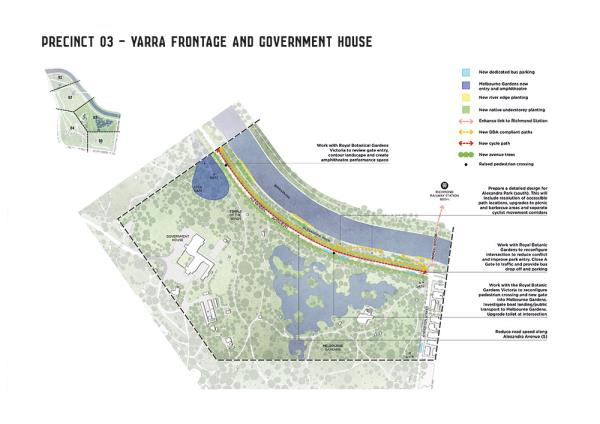 PRECINCT 03 – YARRA FRONTAGE AND GOVERNMENT HOUSE
New dedicated bus parking
Melbourne Gardens new
entry and amphitheatre
New river edge planting
New native understorey planting
Enhance link to Richmond Station
New DDA compliant paths
New cycle path
New avenue trees
Raised pedestrian crossing
Work with Royal Botanical Gardens
Victoria to review gate entry,
contour landscape and create
amphitheatre performance space
RICHMOND
RAILWAY STATION
Prepare a detailed design for
Alexandra Park (south). This will
include resolution of accessible
path locations, upgrades to picnic
and barbecue areas and separate
cyclist movement corridors
TEMPLE
OF THE
WINDS
GOVERNMENT
HOUSE
Work with Royal Botanic
Gardens to reconfigure
intersection to reduce conflict
and improve park entry. Close A
Gate to traffic and provide bus
drop off and parking
Work with the Royal Botanic
Gardens Victoria to reconfigure
pedestrian crossing and new gate
into Melbourne Gardens.
Investigate boat landing/public
transport to Melbourne Gardens.
Upgrade toilet at intersection
Reduce road speed along
Alexandra Avenue (S)
MELBOURNE
GARDENS